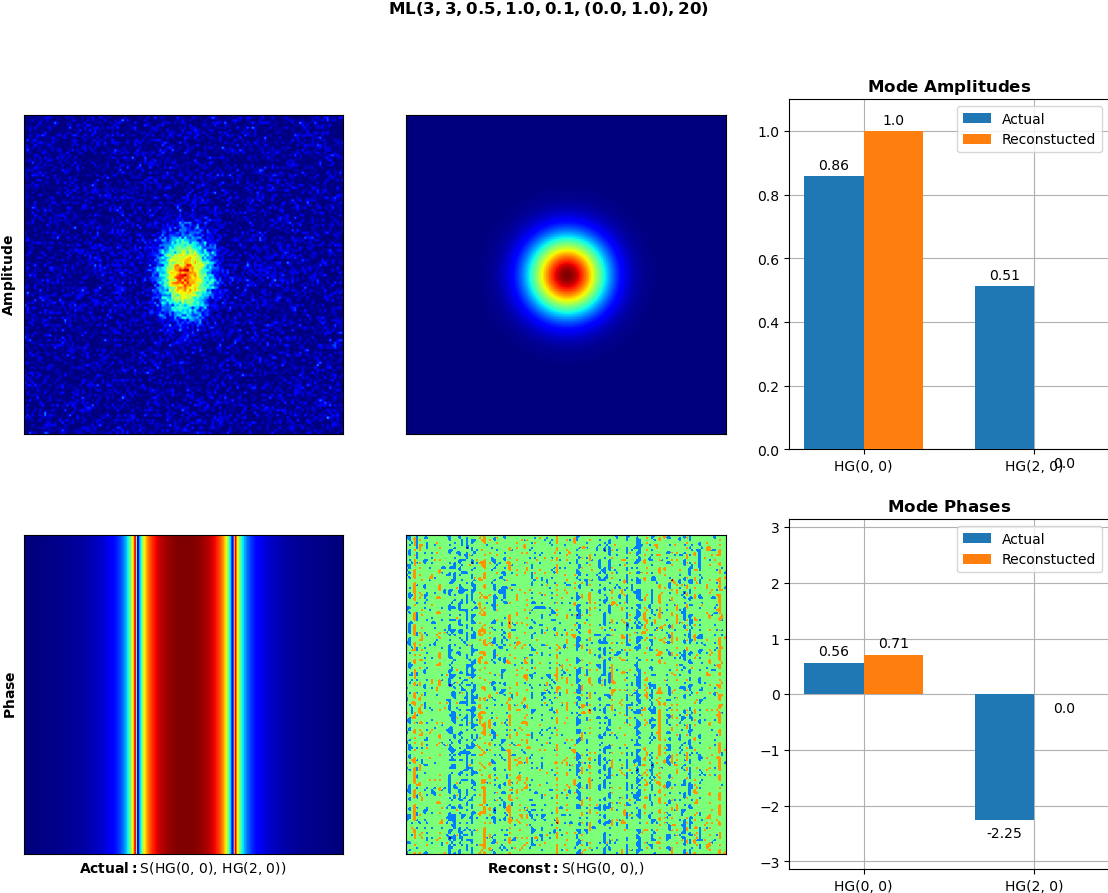 ML(3, 3, 0.5, 1.0, 0.1, (0.0, 1.0), 20)
Amplitude
Mode Amplitudes
Actual
Reconstucted
1.0
0.8
0.6
0.4
0.2
0.0
0.86
1.0
0.51
0.0
HG(0, 0)
HG(2, 0)
Phase
Actual: S(HG(0, 0), HG(2, 0))
Reconst: S(HG(0, 0),)
Mode Phases
Actual
Reconstucted
3
2
1
0
−1
−2
−3
0.56
0.71
-2.25
0.0
HG(0, 0)
HG(2, 0)